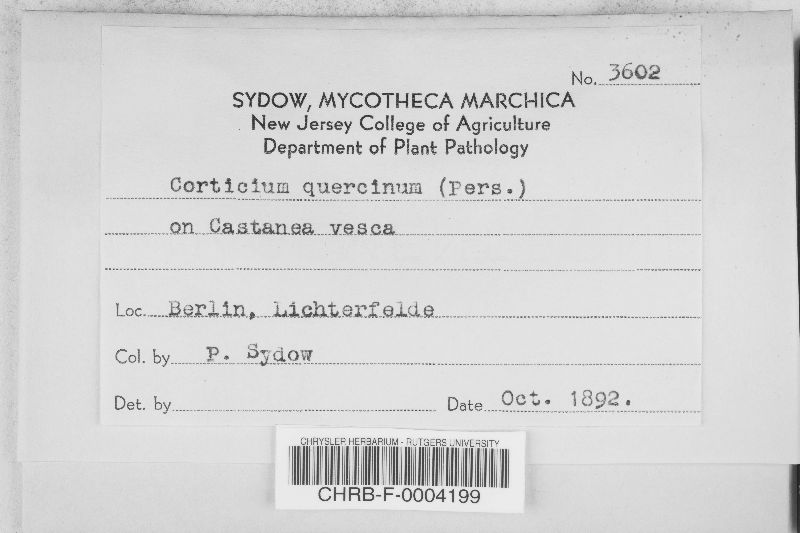 No. 3602
SYDOW, MYCOTHECA MARCHICA
New Jersey College of Agriculture
Department of Plant Pathology
Corticium quercinum (Pers.)
on Castanea vesca
Loc. Berlin, Lichterfelde
Col. by P. Sydow
Det. by Date Oct. 1892.
CHRYSLER HERBARIUM - RUTGERS UNIVERSITY
CHRB-F-0004199